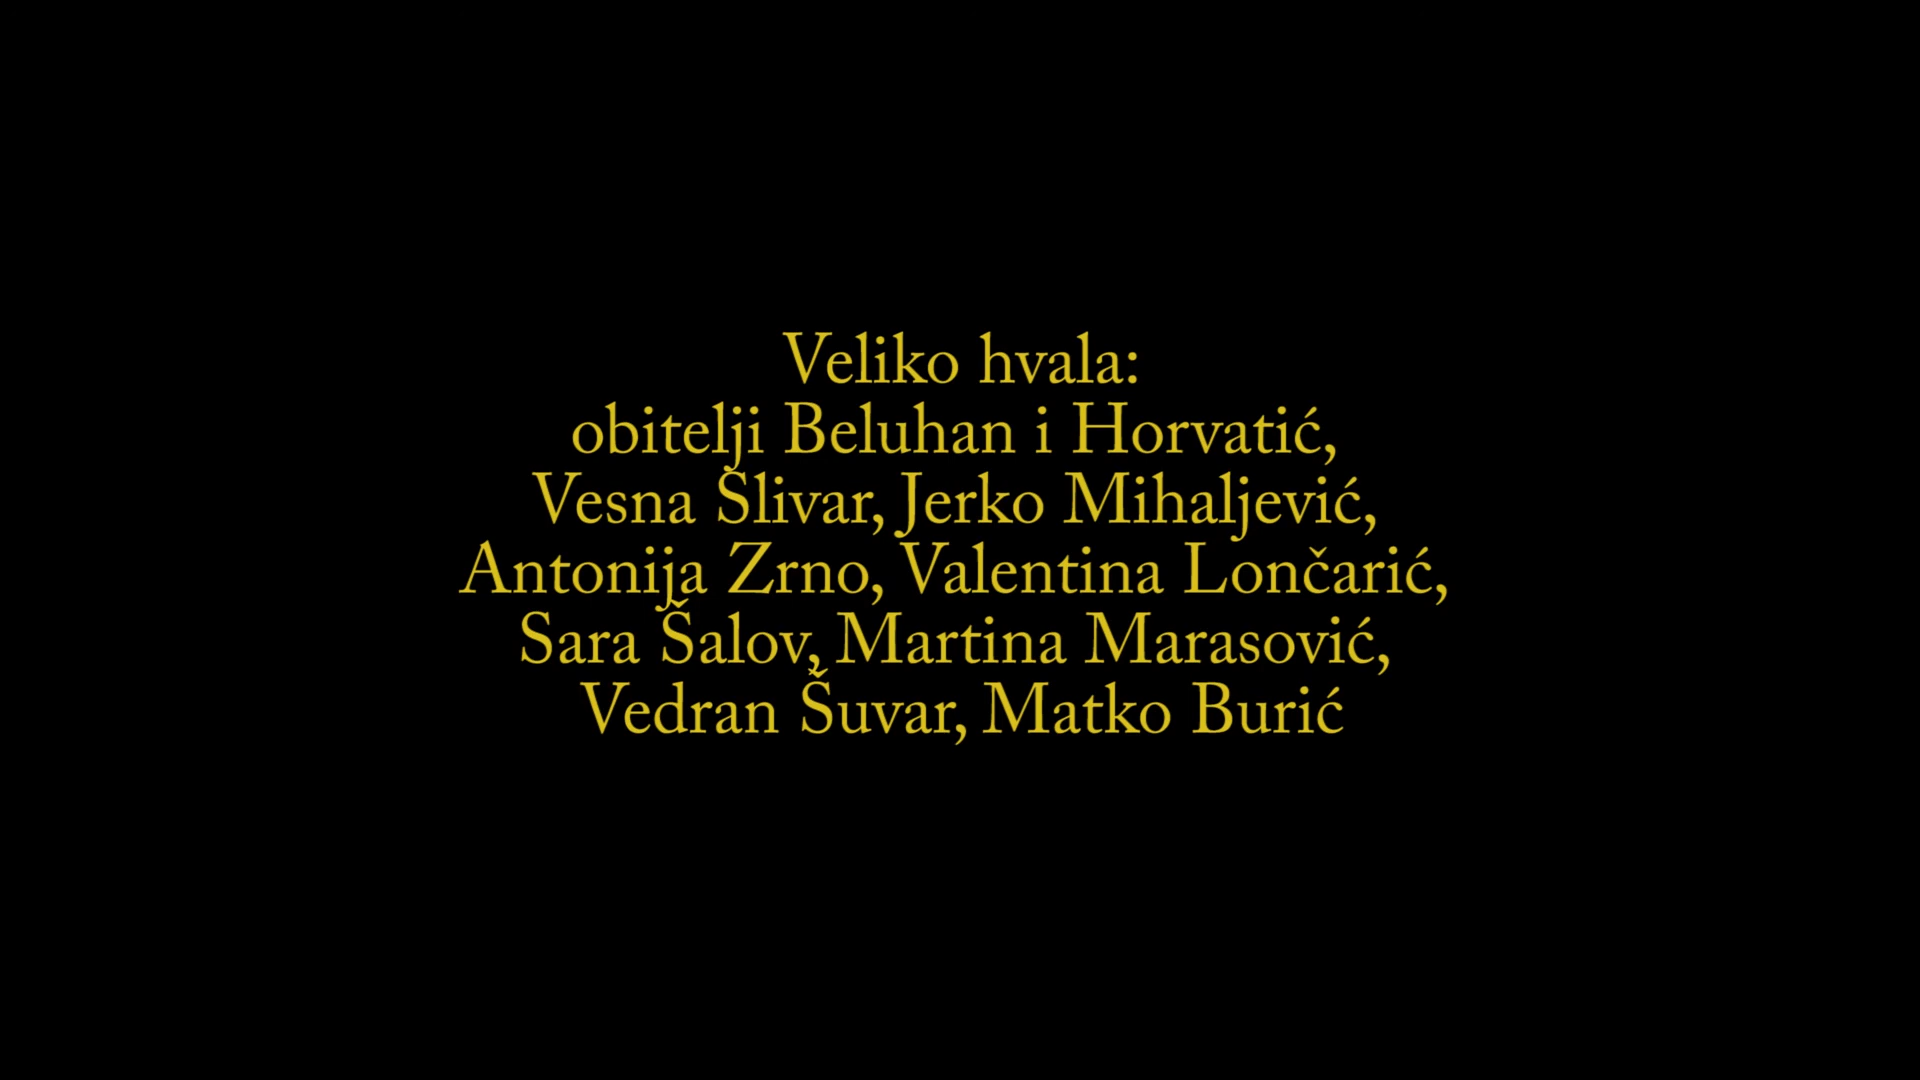 Veliko hvala:
obitelji Beluhan i Horvatić,
Vesna Slivar, Jerko Mihaljević,
Antonija Zrno, Valentina Lončarić,
Sara Šalov, Martina Marasović,
Vedran Šuvar, Matko Burić